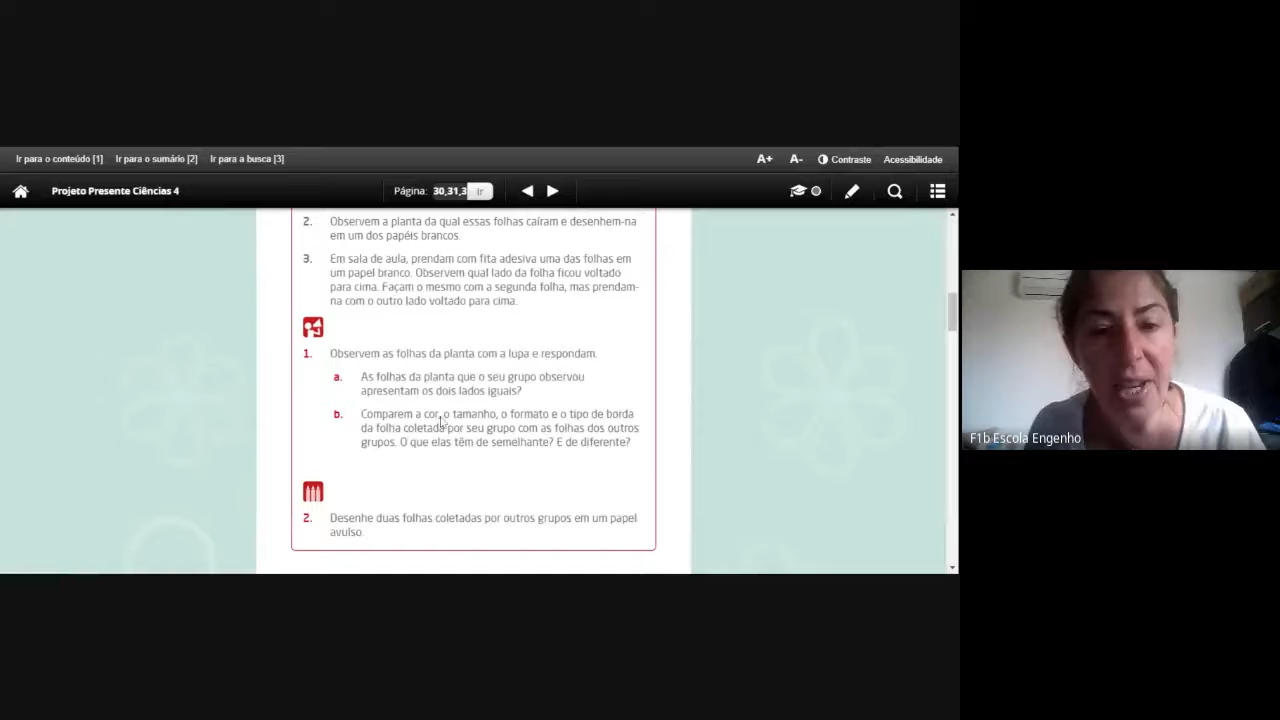 Ir para o conteúdo [1] Ir para o sumário [2] Ir para a busca [3]
A+ A- Contraste Acessibilidade
Projeto Presente Ciências 4
Página: 30,31,3 Ir
2. Observem a planta da qual essas folhas caíram e desenhem-na
em um dos papéis brancos.
3. Em sala de aula, prendam com fita adesiva uma das folhas em
um papel branco. Observem qual lado da folha ficou voltado
para cima. Façam o mesmo com a segunda folha, mas prendam-
na com o outro lado voltado para cima.
1. Observem as folhas da planta com a lupa e respondam.
a. As folhas da planta que o seu grupo observou
apresentam os dois lados iguais?
b. Comparem a cor, o tamanho, o formato e o tipo de borda
da folha coletada por seu grupo com as folhas dos outros
grupos. O que elas têm de semelhante? E de diferente?
2. Desenhe duas folhas coletadas por outros grupos em um papel
avulso.
F1b Escola Engenho